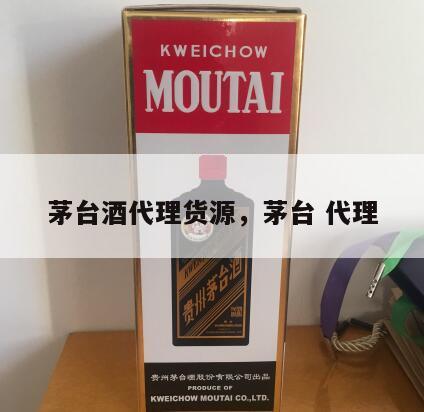 KWEICHOW
MOUTAI
茅台酒代理货源，茅台 代理
贵州茅台酒
贵州茅台酒股份有限公司出品
PRODUCE OF
KWEICHOW MOUTAI CO.,LTD.